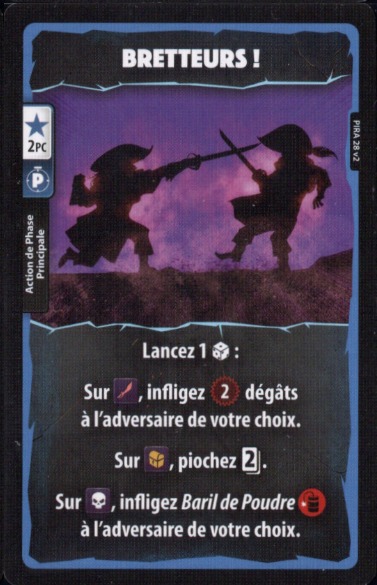 BRETTEURS !
2PC
P
PIRA 28 v2
Action de Phase
Principale
Lancez 1 :
Sur , infligez 2 dégâts
à l'adversaire de votre choix.
Sur , piochez 2.
Sur , infligez Baril de Poudre
à l'adversaire de votre choix.